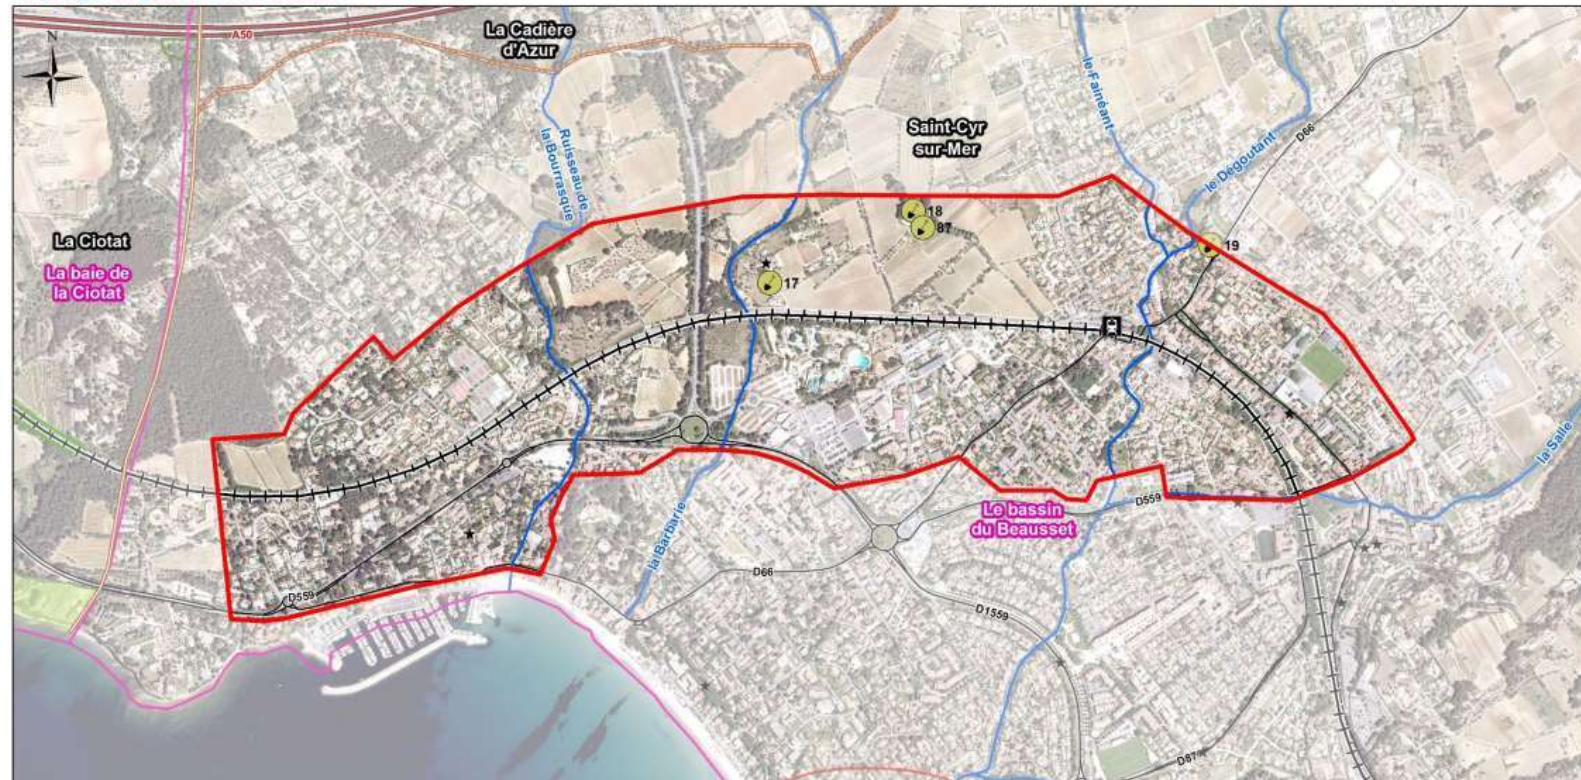 A50
La Cadière
d'Azur
N
le Fainéant
Saint-Cyr
sur-Mer
D66
Ruisseau de
la Bourrasque
le Dégoutant
18
87
19
La Ciotat
La baie de
la Ciotat
17
la Salle
D559
Le bassin
du Beausset
la Barbarie
D66
D559
D1559
D87